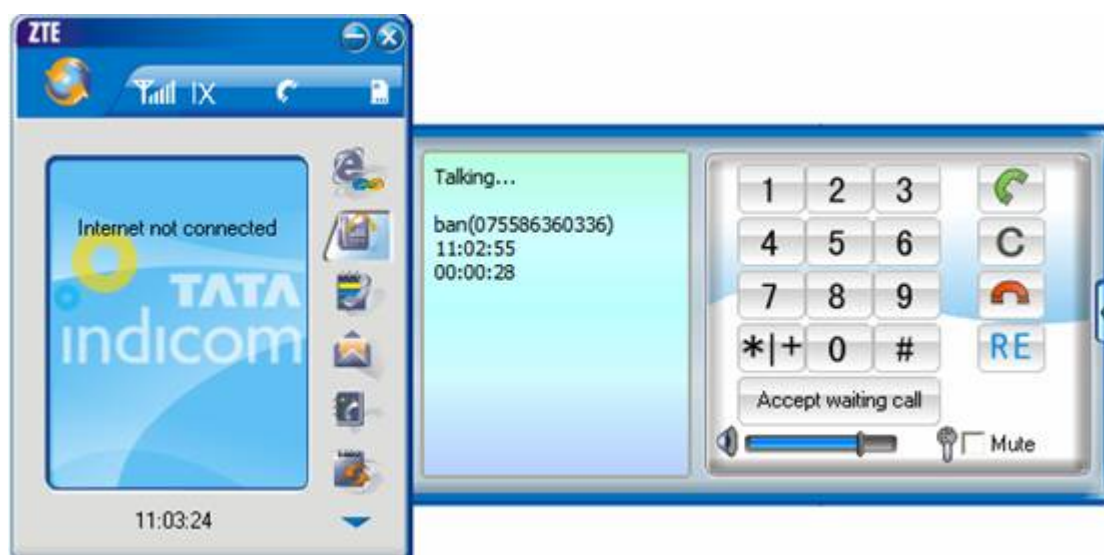 ZTE
1X
Internet not connected
TATA
indicom
11:03:24
Talking...
ban(075586360336)
11:02:55
00:00:28
1 2 3
4 5 6 C
7 8 9
*|+ 0 # RE
Accept waiting call
Mute